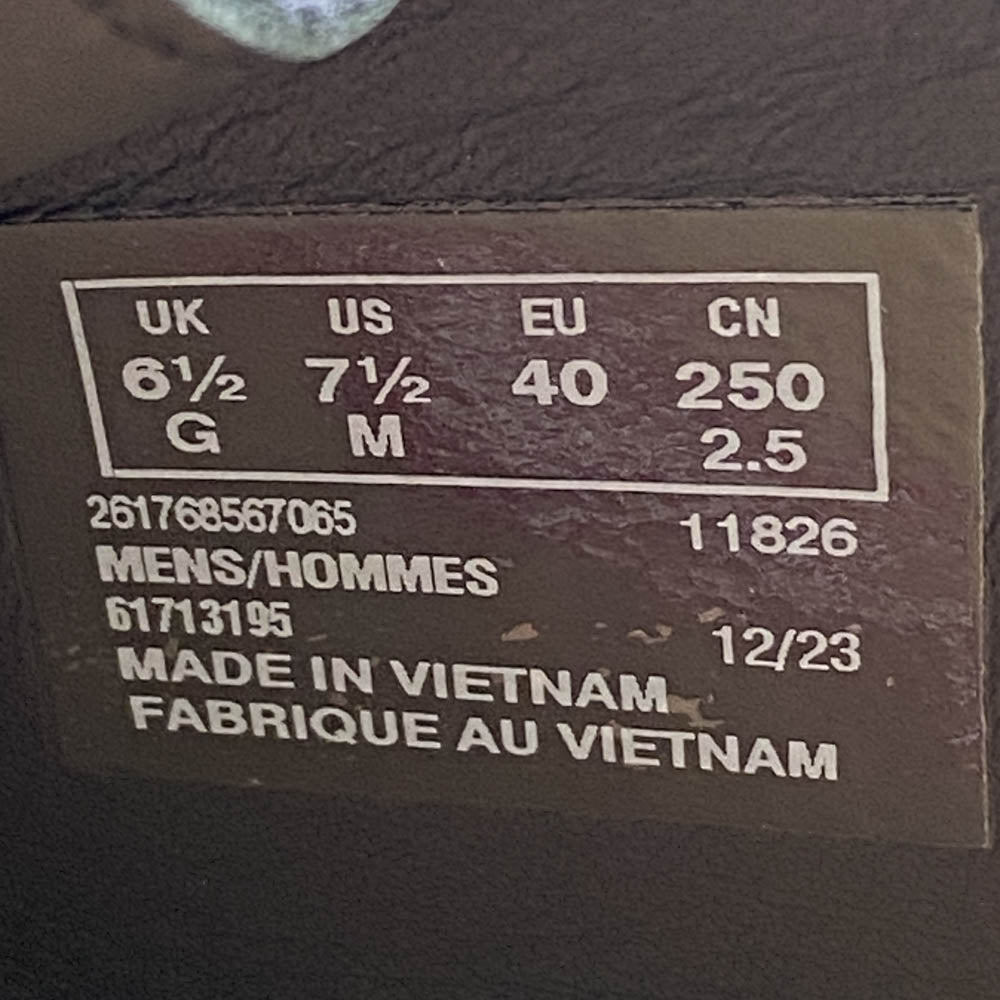 UK US EU CN
6½ 7½ 40 250
G M 2.5
261768567065 11826
MENS/HOMMES
61713195 12/23
MADE IN VIETNAM
FABRIQUE AU VIETNAM